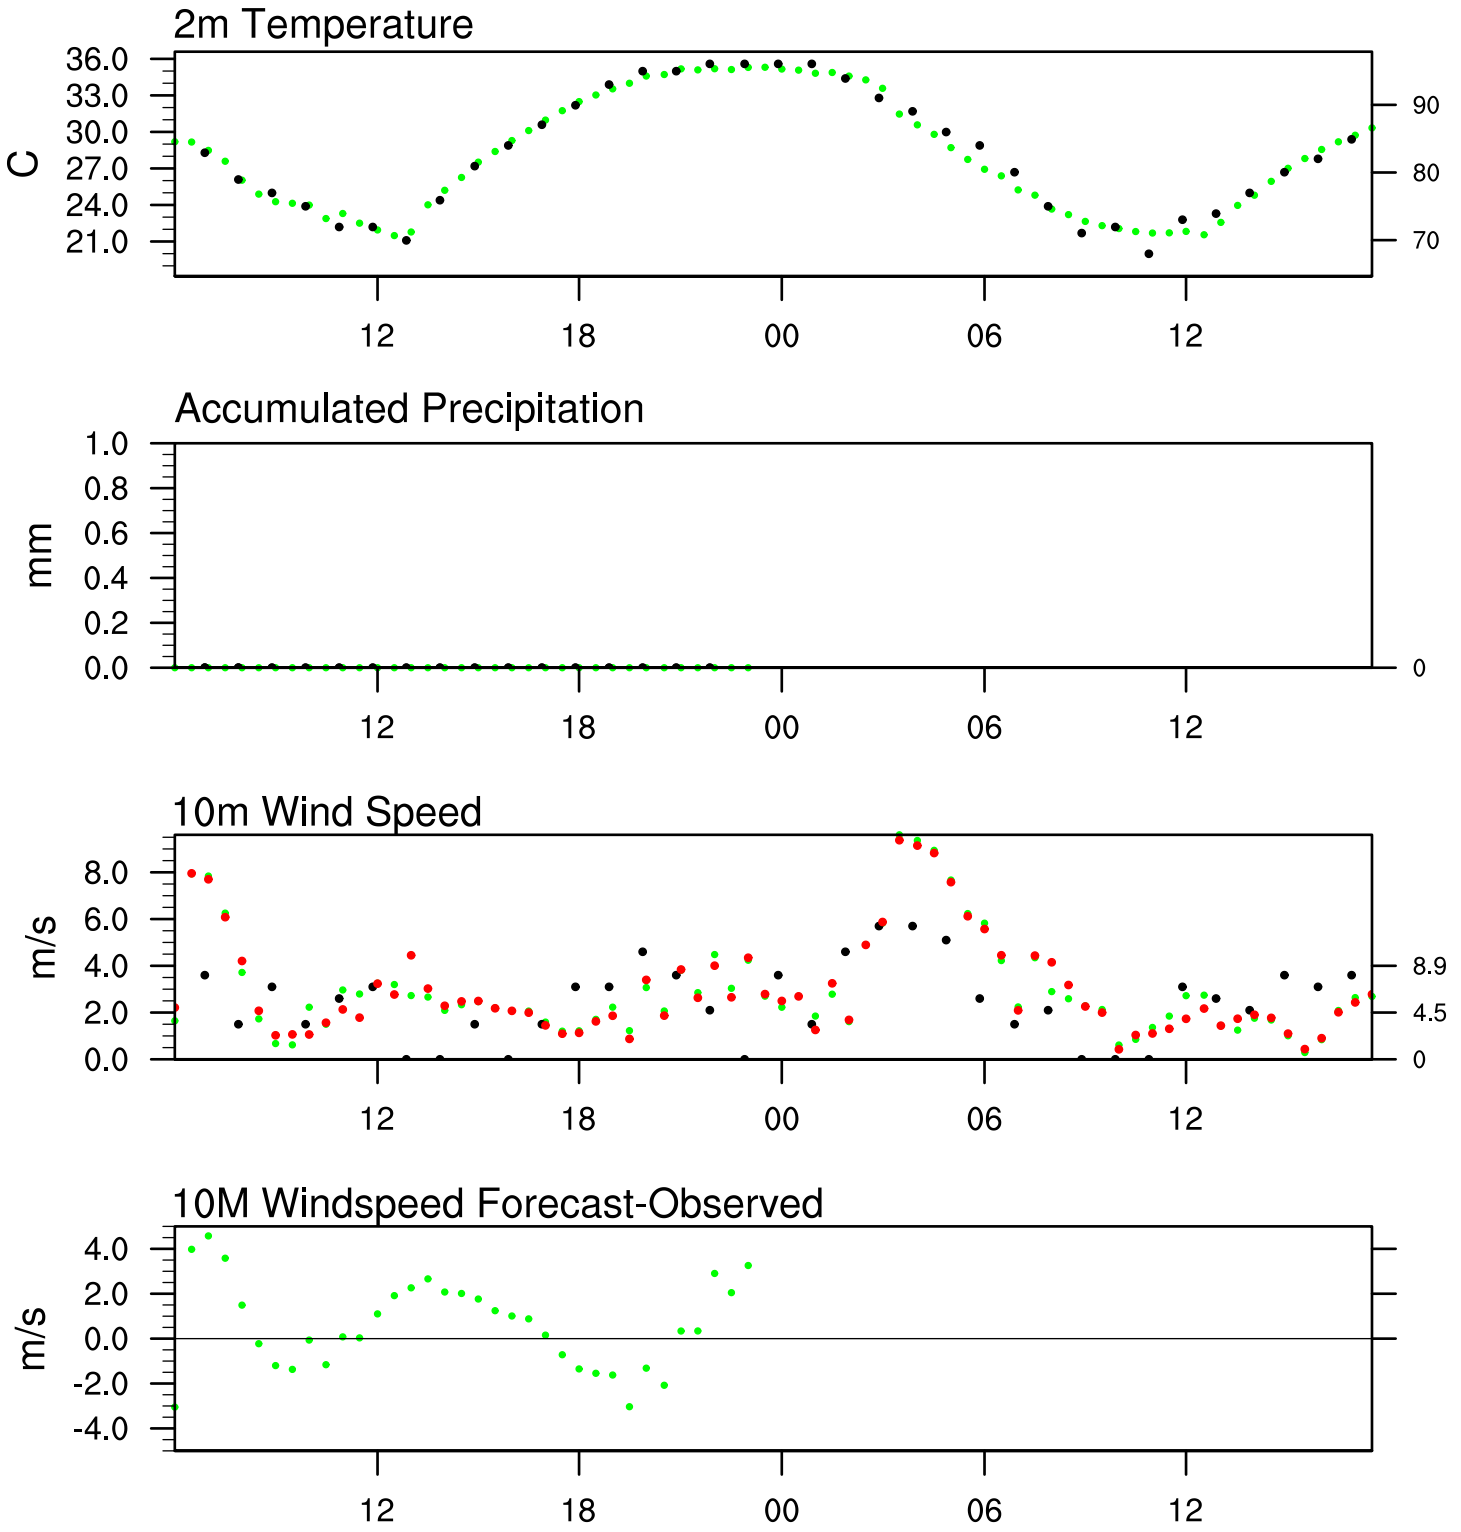 2m Temperature
36.0
33.0
30.0
27.0
24.0
21.0
C
90
80
70
12 18 00 06 12
Accumulated Precipitation
1.0
0.8
0.6
0.4
0.2
0.0
mm
0
12 18 00 06 12
10m Wind Speed
8.0
6.0
4.0
2.0
0.0
m/s
8.9
4.5
0
12 18 00 06 12
10M Windspeed Forecast-Observed
4.0
2.0
0.0
-2.0
-4.0
m/s
12 18 00 06 12